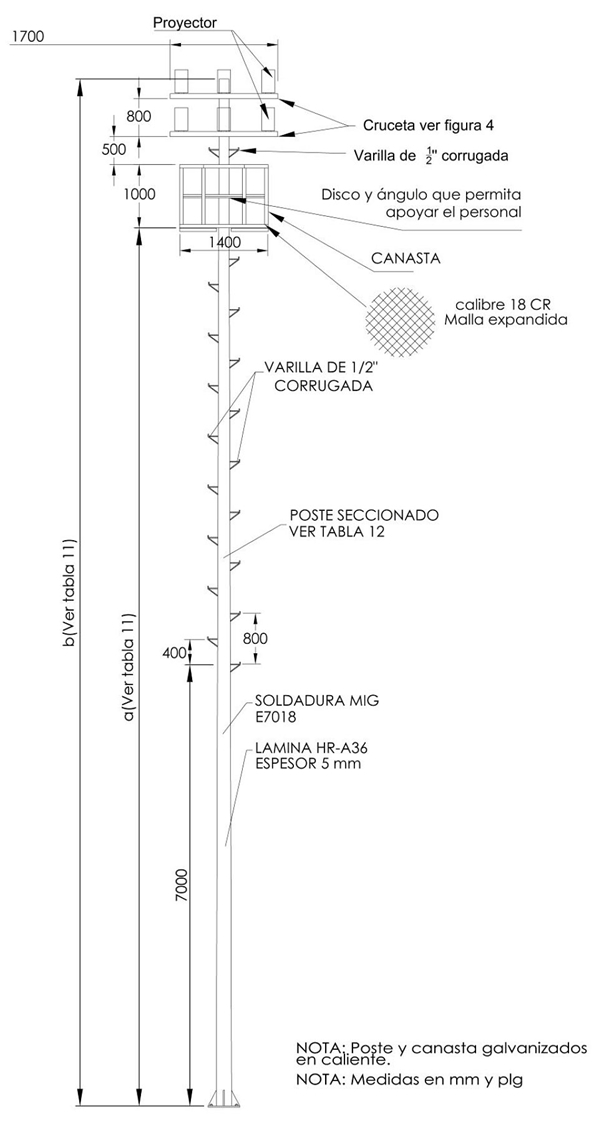 Proyector
1700
800
500
1000
1400
Cruceta ver figura 4
Varilla de 1/2" corrugada
Disco y ángulo que permita
apoyar el personal
CANASTA
calibre 18 CR
Malla expandida
VARILLA DE 1/2"
CORRUGADA
POSTE SECCIONADO
VER TABLA 12
b(Ver tabla 11)
a(Ver tabla 11)
400
800
SOLDADURA MIG
E7018
LAMINA HR-A36
ESPESOR 5 mm
7000
NOTA: Poste y canasta galvanizados
en caliente.
NOTA: Medidas en mm y plg